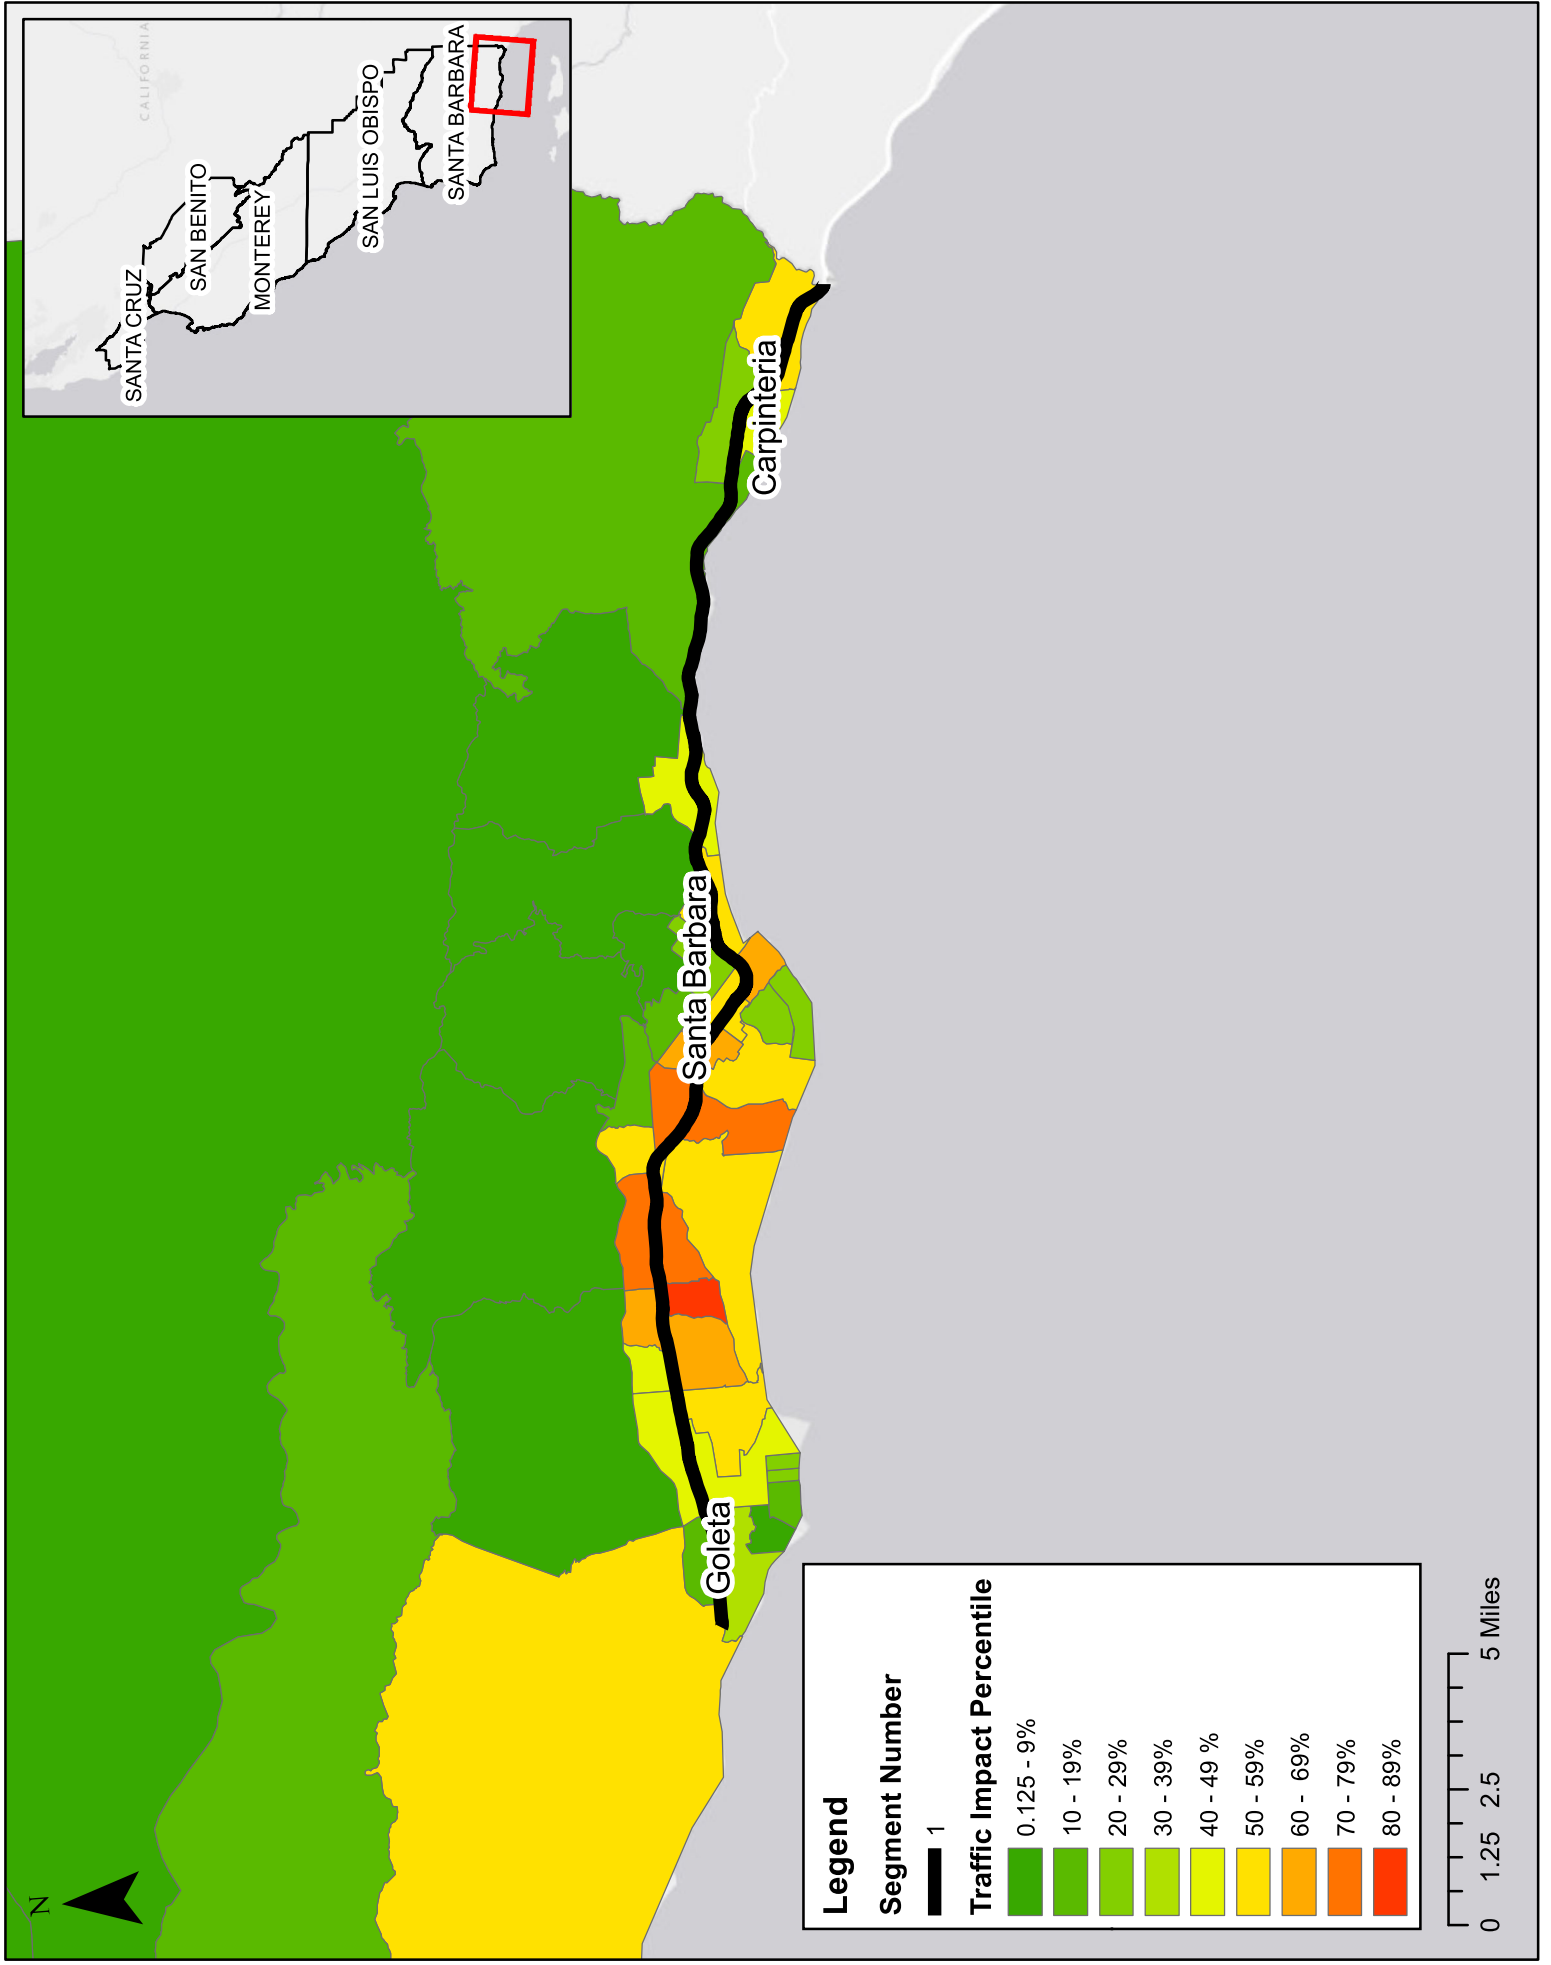 CALIFORNIA
SANTA CRUZ
SAN BENITO
MONTEREY
SAN LUIS OBISPO
SANTA BARBARA
Goleta
Santa Barbara
Carpinteria
N
Legend
Segment Number
1
Traffic Impact Percentile
0.125 - 9%
10 - 19%
20 - 29%
30 - 39%
40 - 49 %
50 - 59%
60 - 69%
70 - 79%
80 - 89%
0 1.25 2.5 5 Miles